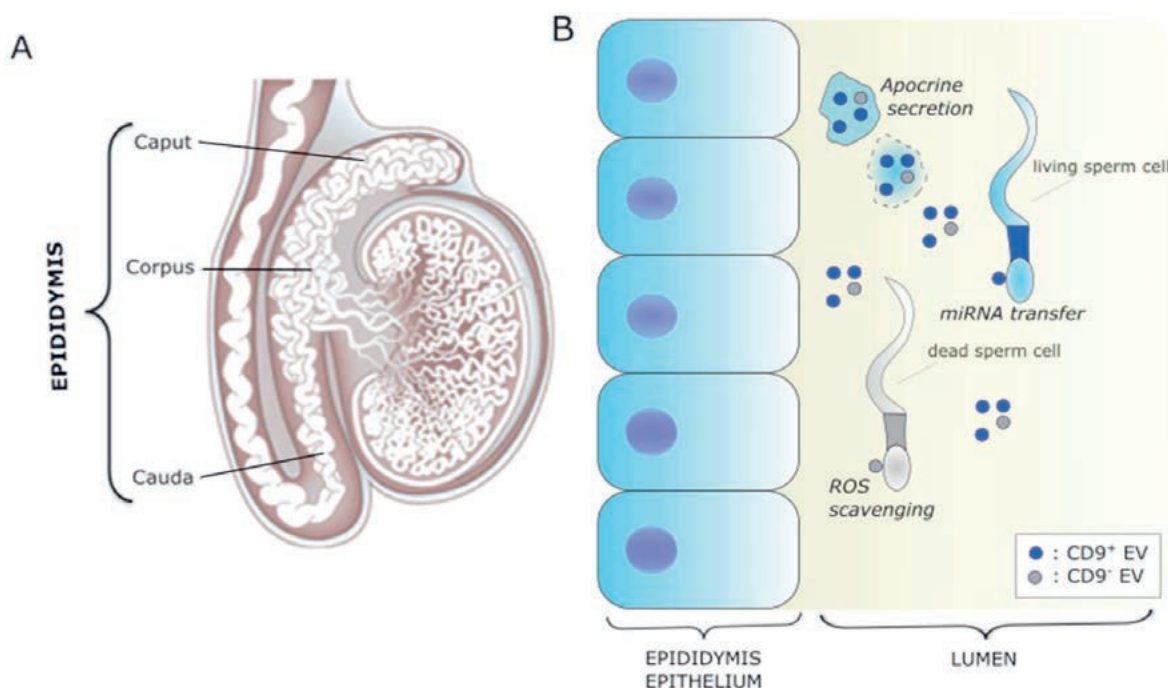 A
EPIDIDYMIS
Caput
Corpus
Cauda
B
Apocrine
secretion
living sperm cell
miRNA transfer
dead sperm cell
ROS
scavenging
: CD9⁺ EV
: CD9⁻ EV
EPIDIDYMIS
EPITHELIUM
LUMEN